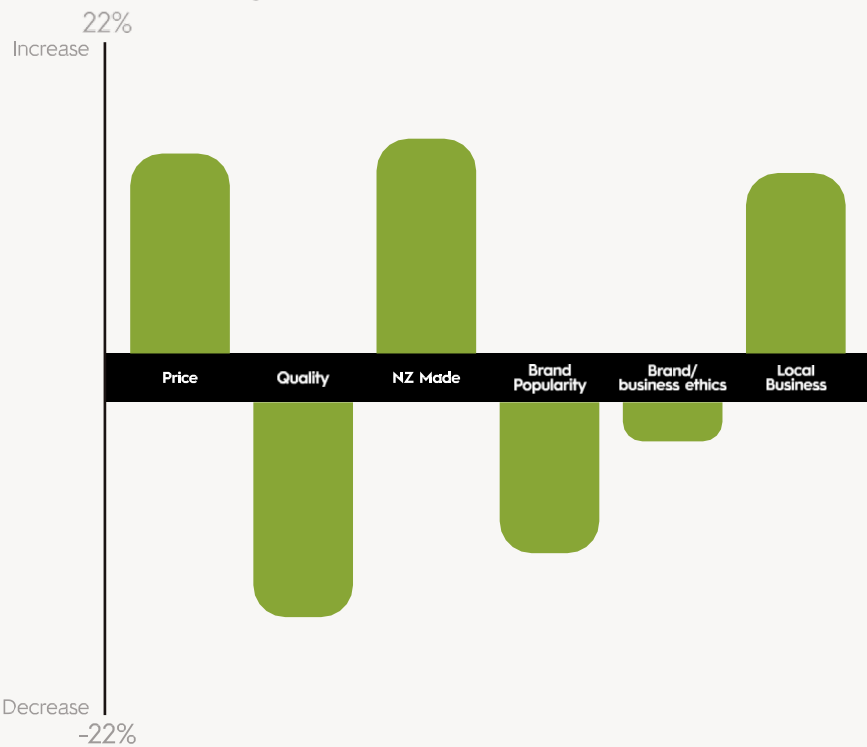 22%
Increase
Price
Quality
NZ Made
Brand
Popularity
Brand/
business ethics
Local
Business
Decrease
-22%